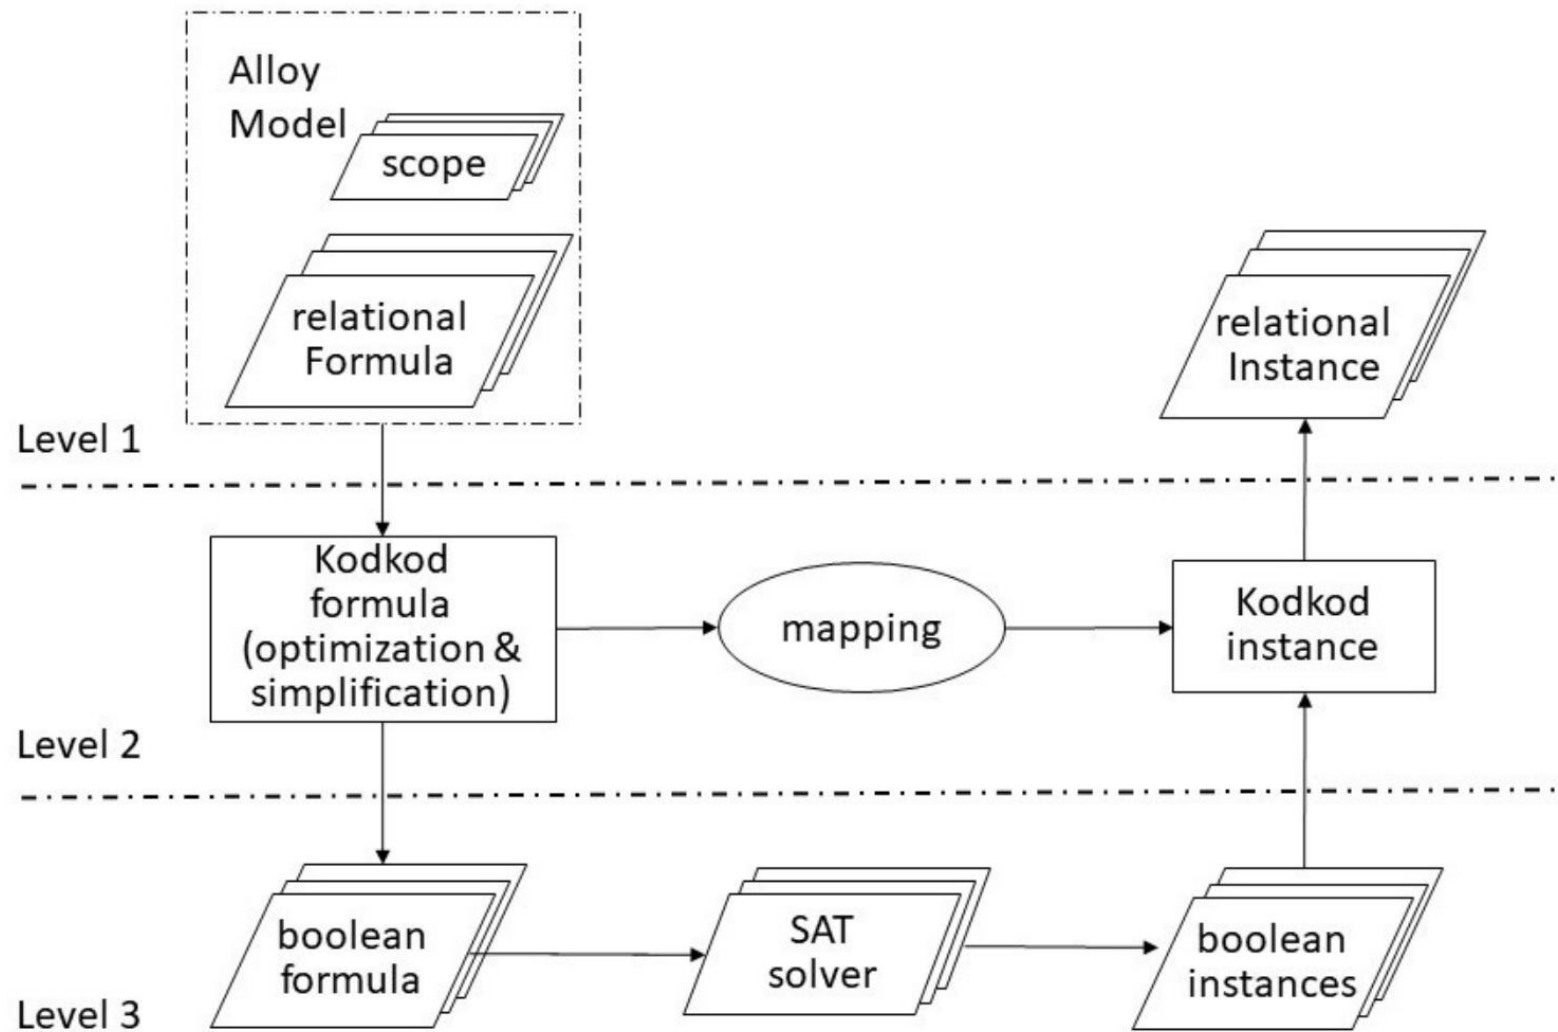 Alloy
Model
scope
relational
Formula
relational
Instance
Level 1
Kodkod
formula
(optimization &
simplification)
mapping
Kodkod
instance
Level 2
boolean
formula
SAT
solver
boolean
instances
Level 3